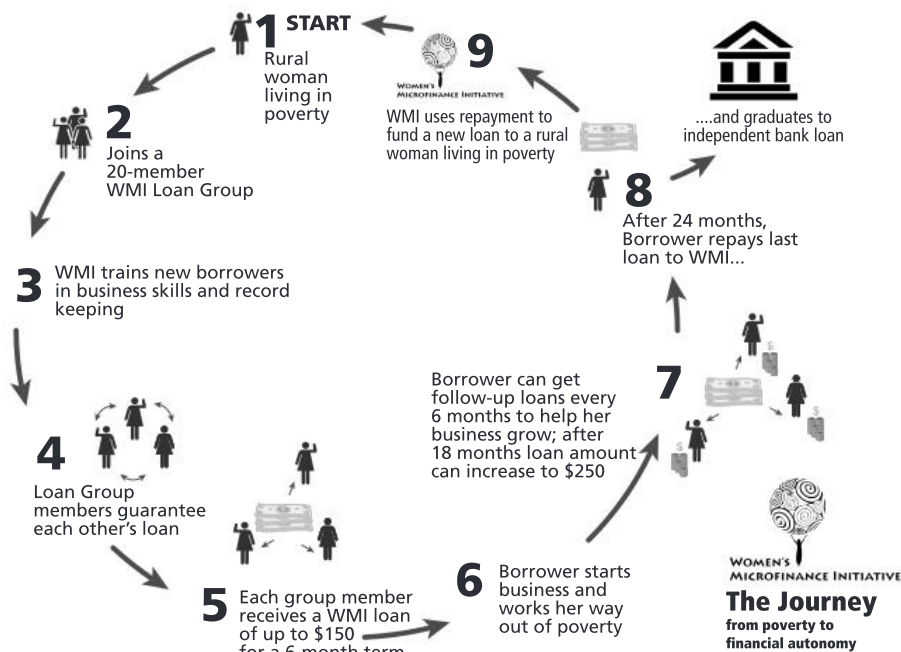 1 START
Rural
woman
living in
poverty
2
Joins a
20-member
WMI Loan Group
3
WMI trains new borrowers
in business skills and record
keeping
4
Loan Group
members guarantee
each other's loan
5
Each group member
receives a WMI loan
of up to $150
for a 6 month term
6
Borrower starts
business and
works her way
out of poverty
7
Borrower can get
follow-up loans every
6 months to help her
business grow; after
18 months loan amount
can increase to $250
$
$
$
8
After 24 months,
Borrower repays last
loan to WMI...
....and graduates to
independent bank loan
9
WOMEN'S
MICROFINANCE INITIATIVE
WMI uses repayment to
fund a new loan to a rural
woman living in poverty
WOMEN'S
MICROFINANCE INITIATIVE
The Journey
from poverty to
financial autonomy